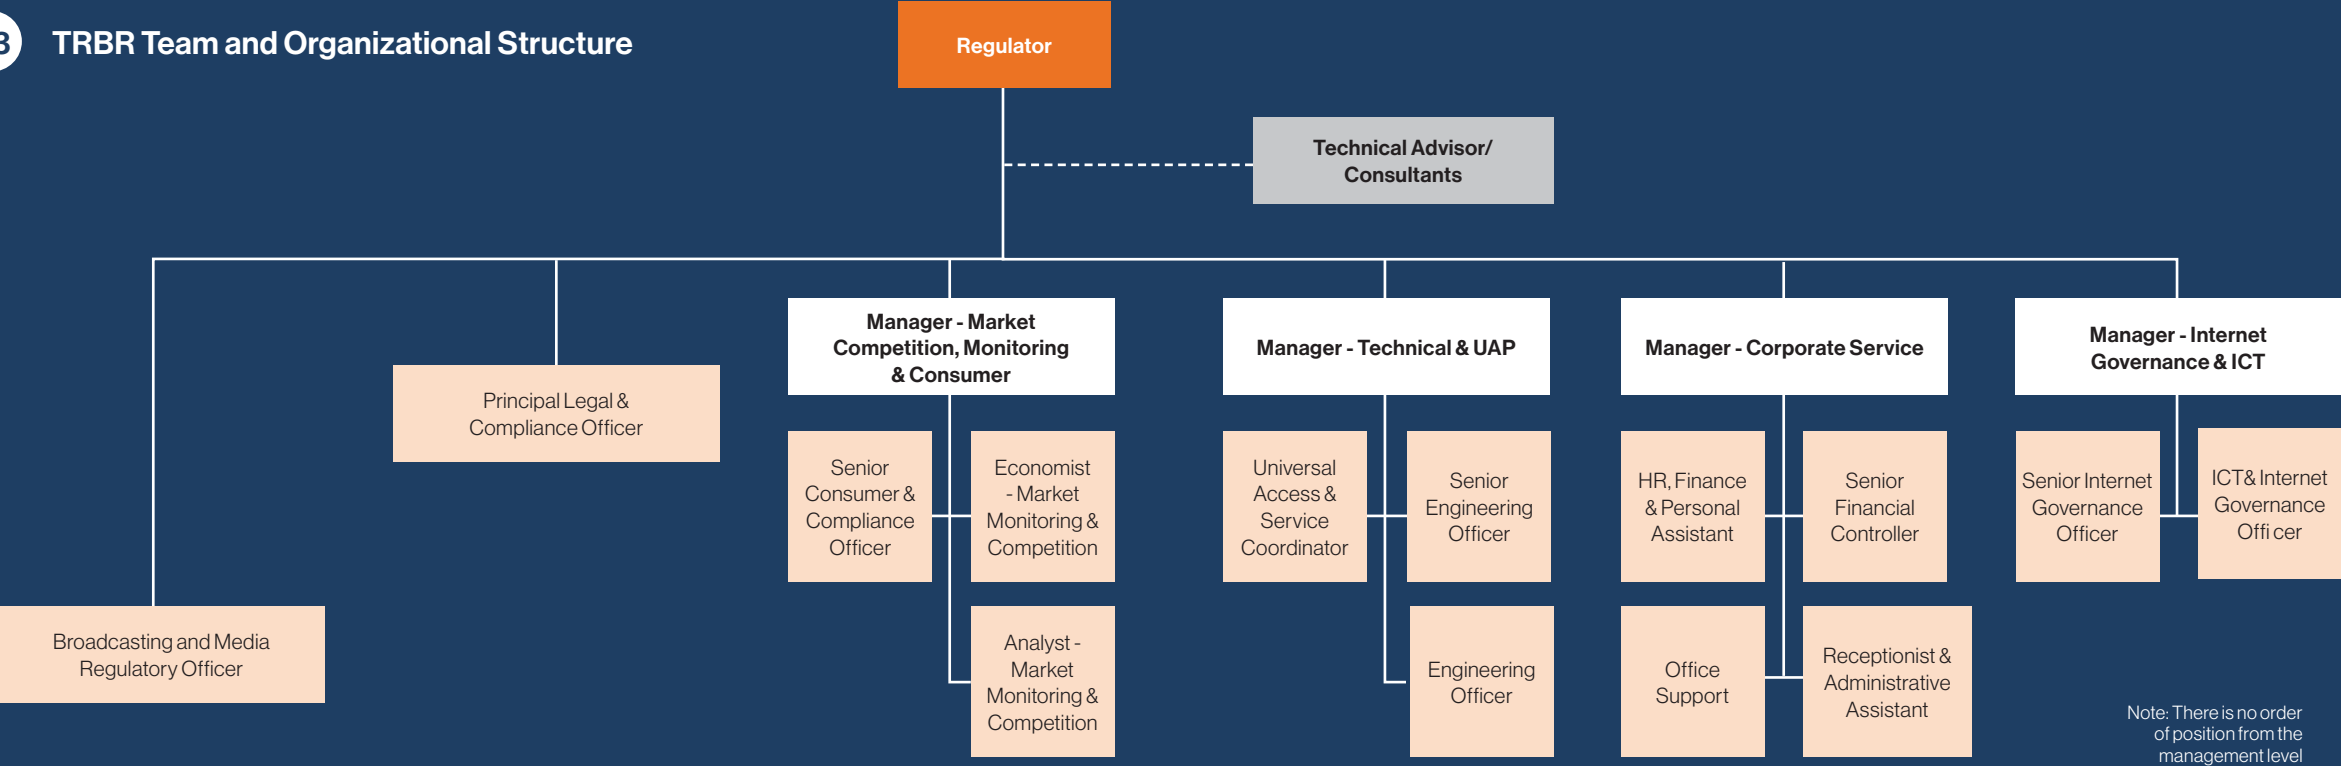 3
TRBR Team and Organizational Structure
Regulator
Technical Advisor/
Consultants
Principal Legal &
Compliance Officer
Broadcasting and Media
Regulatory Officer
Manager - Market
Competition, Monitoring
& Consumer
Senior
Consumer &
Compliance
Officer
Economist
- Market
Monitoring &
Competition
Analyst -
Market
Monitoring &
Competition
Manager - Technical & UAP
Universal
Access &
Service
Coordinator
Senior
Engineering
Officer
Engineering
Officer
Manager - Corporate Service
HR, Finance
& Personal
Assistant
Senior
Financial
Controller
Office
Support
Receptionist &
Administrative
Assistant
Manager - Internet
Governance & ICT
Senior Internet
Governance
Officer
ICT& Internet
Governance
Offi cer
Note: There is no order
of position from the
management level